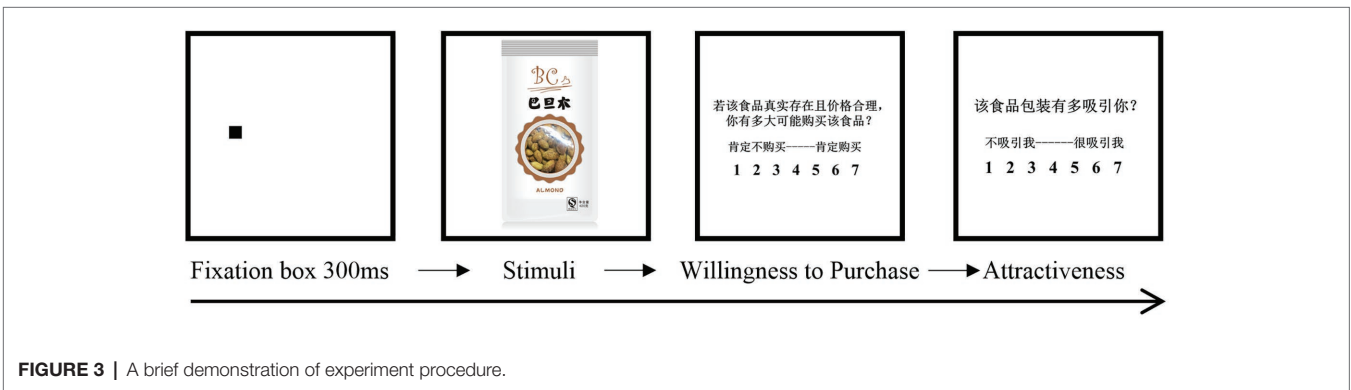 BC
巴旦木
ALMOND
若该食品真实存在且价格合理，
你有多大可能购买该食品？
肯定不购买-----肯定购买
1 2 3 4 5 6 7
该食品包装有多吸引你？
不吸引我------很吸引我
1 2 3 4 5 6 7
Fixation box 300ms
Stimuli
Willingness to Purchase
Attractiveness
FIGURE 3 | A brief demonstration of experiment procedure.